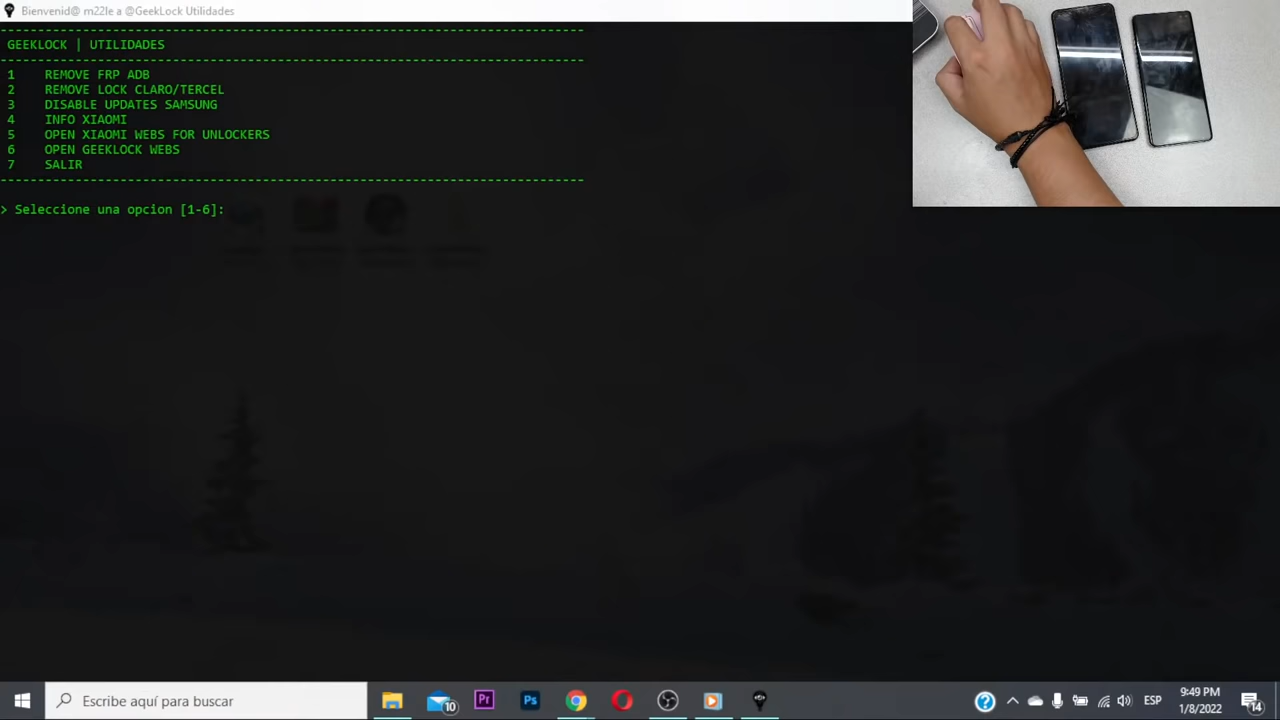 Bienvenid@ m22le a @GeekLock Utilidades
GEEKLOCK | UTILIDADES
1 REMOVE FRP ADB
2 REMOVE LOCK CLARO/TERCEL
3 DISABLE UPDATES SAMSUNG
4 INFO XIAOMI
5 OPEN XIAOMI WEBS FOR UNLOCKERS
6 OPEN GEEKLOCK WEBS
7 SALIR
> Seleccione una opcion [1-6]:
Escribe aquí para buscar
10
Pr
Ps
ESP
9:49 PM
1/8/2022
14